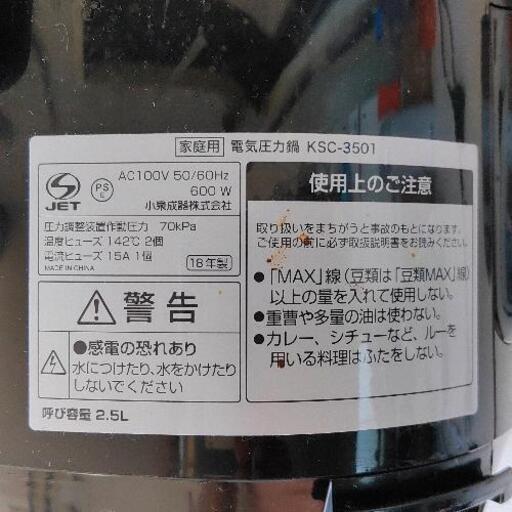 家庭用 電気圧力鍋 KSC-3501
S
JET
PS
E
AC100V 50/60Hz
600W
小泉成器株式会社
圧力調整装置作動圧力 70kPa
温度ヒューズ 142℃ 2個
電流ヒューズ 15A 1個
MADE IN CHINA
18年製
警告
●感電の恐れあり
水につけたり、水をかけたり
しないでください
呼び容量 2.5L
使用上のご注意
取り扱いをまちがうと事故のもとになります。
ご使用の前に必ず取扱説明書をお読みください。
●「MAX」線（豆類は「豆類MAX」線）
以上の量を入れて使用しない。
●重曹や多量の油は使わない。
●カレー、シチューなど、ルーを
用いる料理はふたをしない。